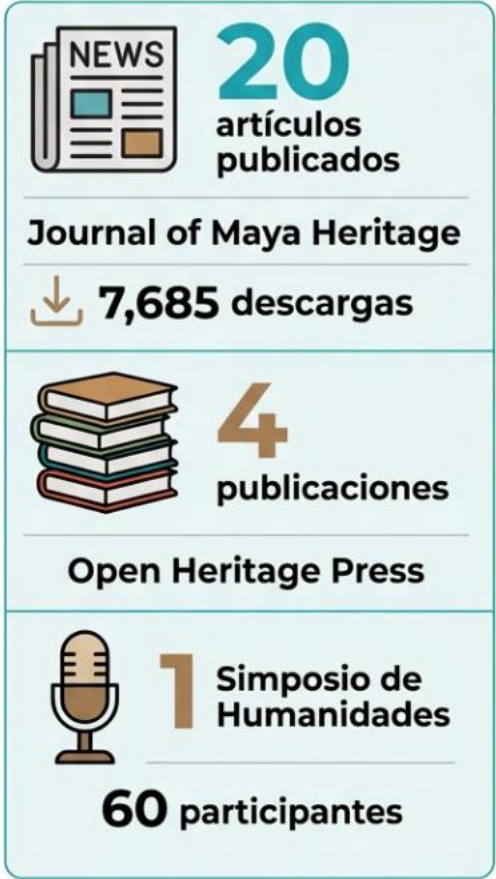 NEWS
20
artículos
publicados
Journal of Maya Heritage
7,685 descargas
4
publicaciones
Open Heritage Press
1
Simposio de
Humanidades
60 participantes